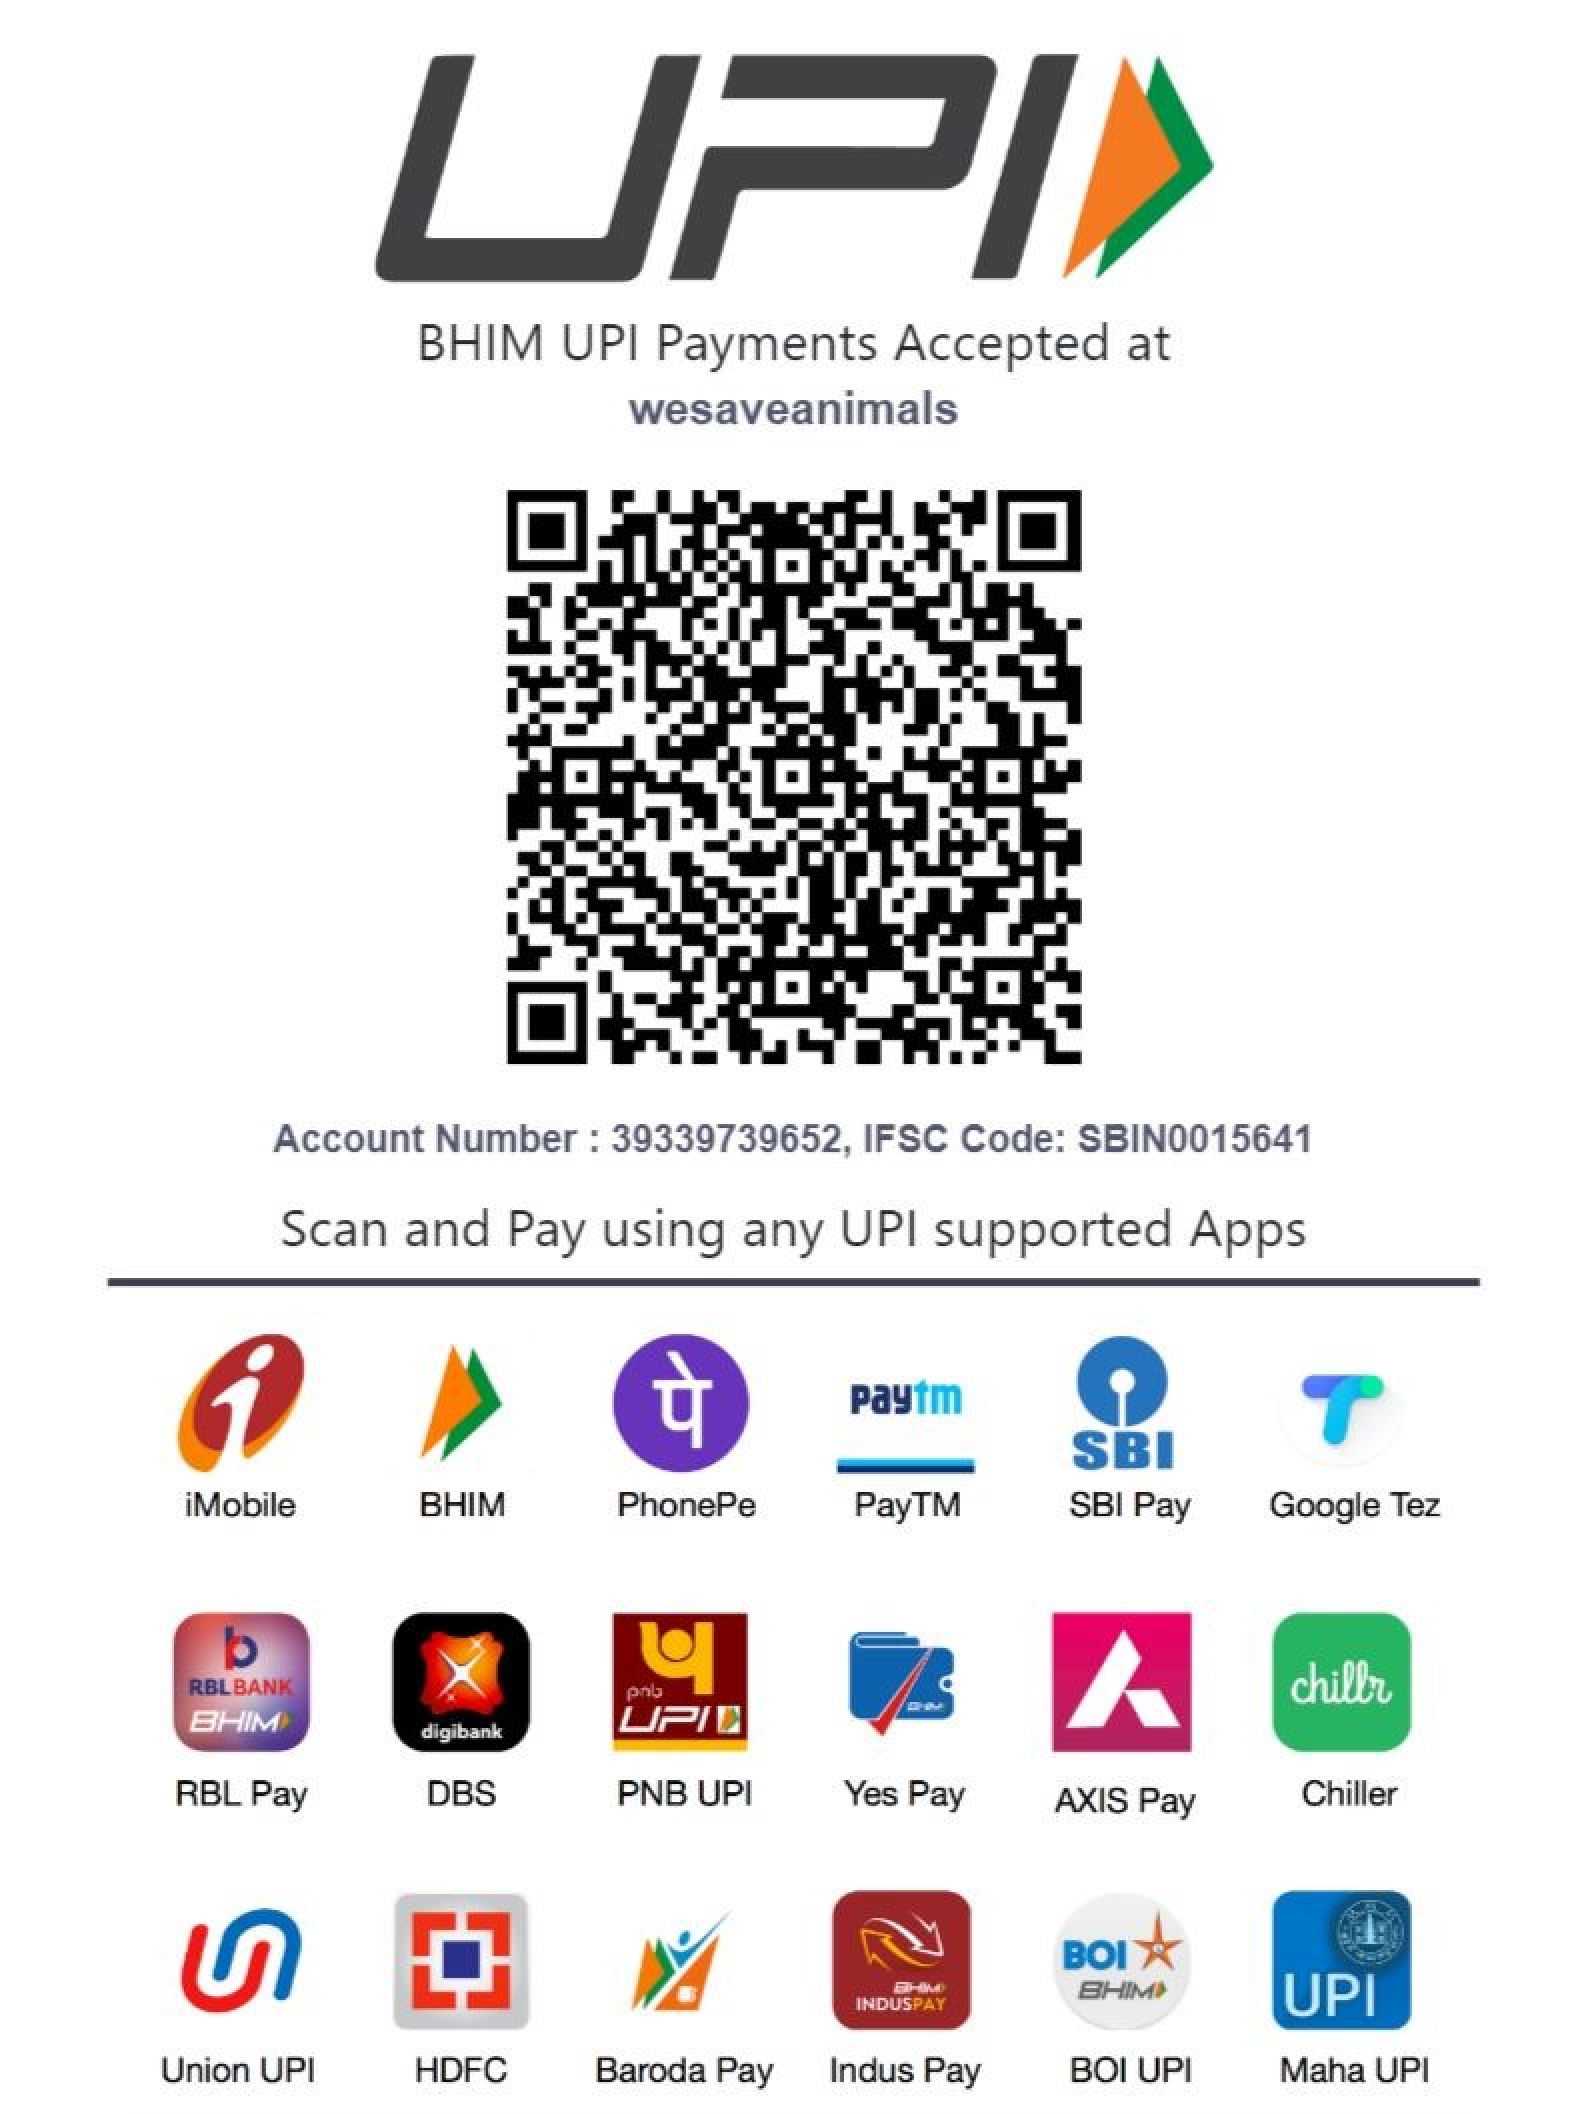 UPI
BHIM UPI Payments Accepted at
wesaveanimals
Account Number : 39339739652, IFSC Code: SBIN0015641
Scan and Pay using any UPI supported Apps
i पे paytm SBI
iMobile BHIM PhonePe PayTM SBI Pay Google Tez
RBL BANK BHIM digibank pnb UPI BHIM chillr
RBL Pay DBS PNB UPI Yes Pay AXIS Pay Chiller
BHIM INDUSPAY BOI BHIM UPI
Union UPI HDFC Baroda Pay Indus Pay BOI UPI Maha UPI